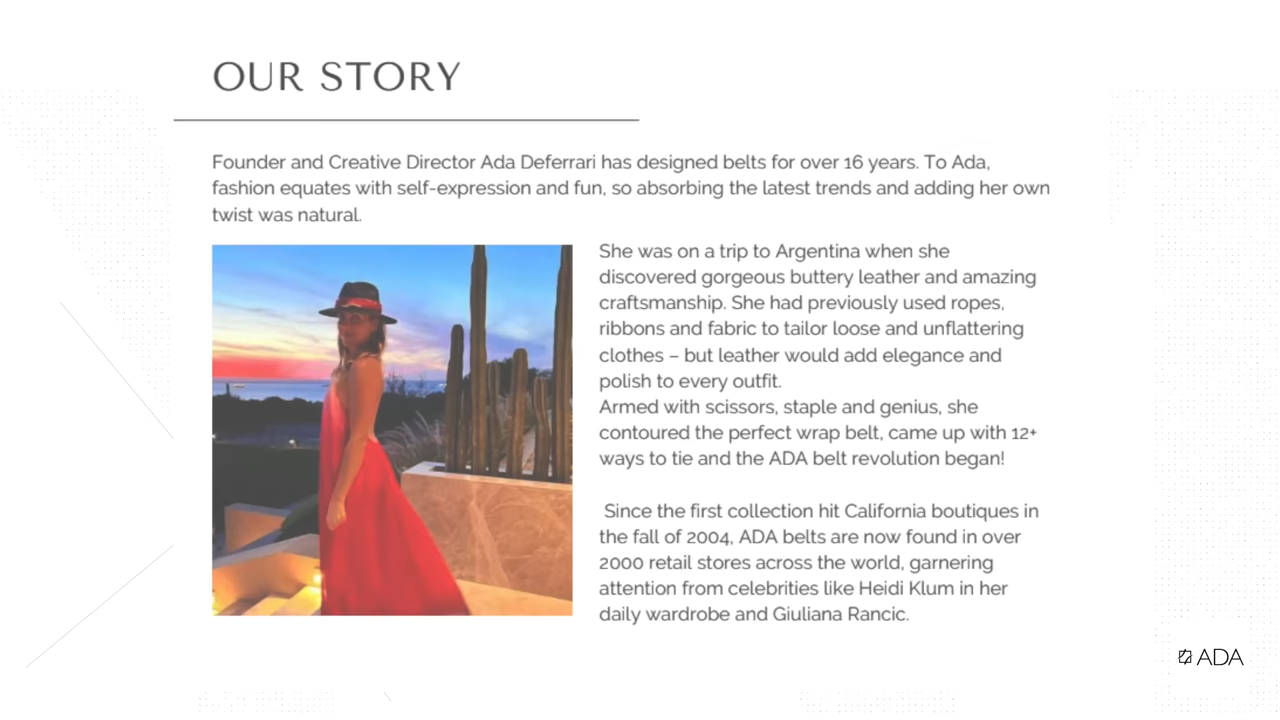 OUR STORY
Founder and Creative Director Ada Deferrari has designed belts for over 16 years. To Ada,
fashion equates with self-expression and fun, so absorbing the latest trends and adding her own
twist was natural.
She was on a trip to Argentina when she
discovered gorgeous buttery leather and amazing
craftsmanship. She had previously used ropes,
ribbons and fabric to tailor loose and unflattering
clothes – but leather would add elegance and
polish to every outfit.
Armed with scissors, staple and genius, she
contoured the perfect wrap belt, came up with 12+
ways to tie and the ADA belt revolution began!
Since the first collection hit California boutiques in
the fall of 2004, ADA belts are now found in over
2000 retail stores across the world, garnering
attention from celebrities like Heidi Klum in her
daily wardrobe and Giuliana Rancic.
ADA